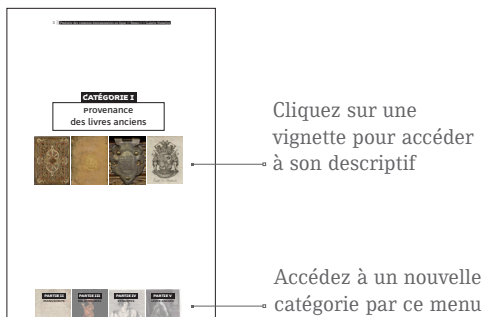 CATÉGORIE I
Provenance
des livres anciens
Cliquez sur une
vignette pour accéder
à son descriptif
PARTIE II PARTIE III PARTIE IV PARTIE V
Accédez à un nouvelle
catégorie par ce menu